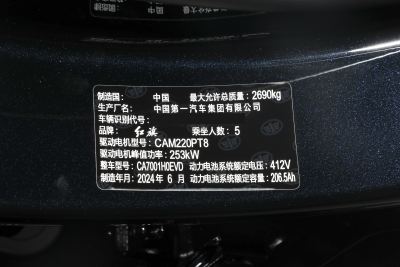 制造国： 中国 最大允许总质量：2690kg
生产厂名：中国第一汽车集团有限公司
车辆识别代号：
品牌： 红旗 乘坐人数：5
驱动电机型号：CAM220PT8
驱动电机峰值功率：253kW
整车型号：CA7001H0EVD 动力电池系统额定电压：412V
制造年月：2024年6月 动力电池系统额定容量：206.5Ah